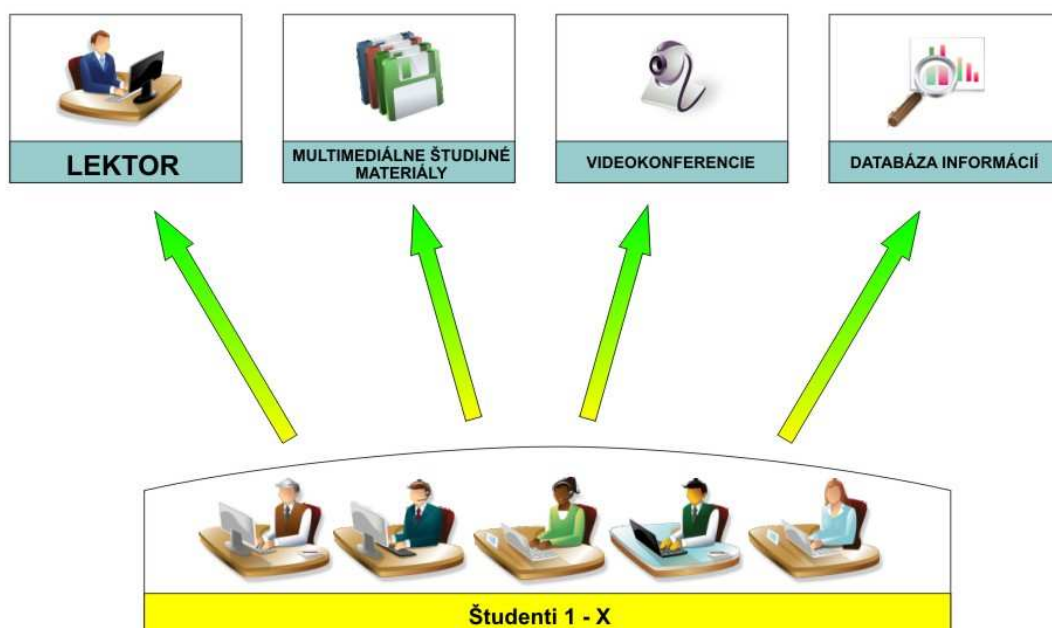 LEKTOR
MULTIMEDIÁLNE ŠTUDIJNÉ
MATERIÁLY
VIDEOKONFERENCIE
DATABÁZA INFORMÁCIÍ
Študenti 1 - X